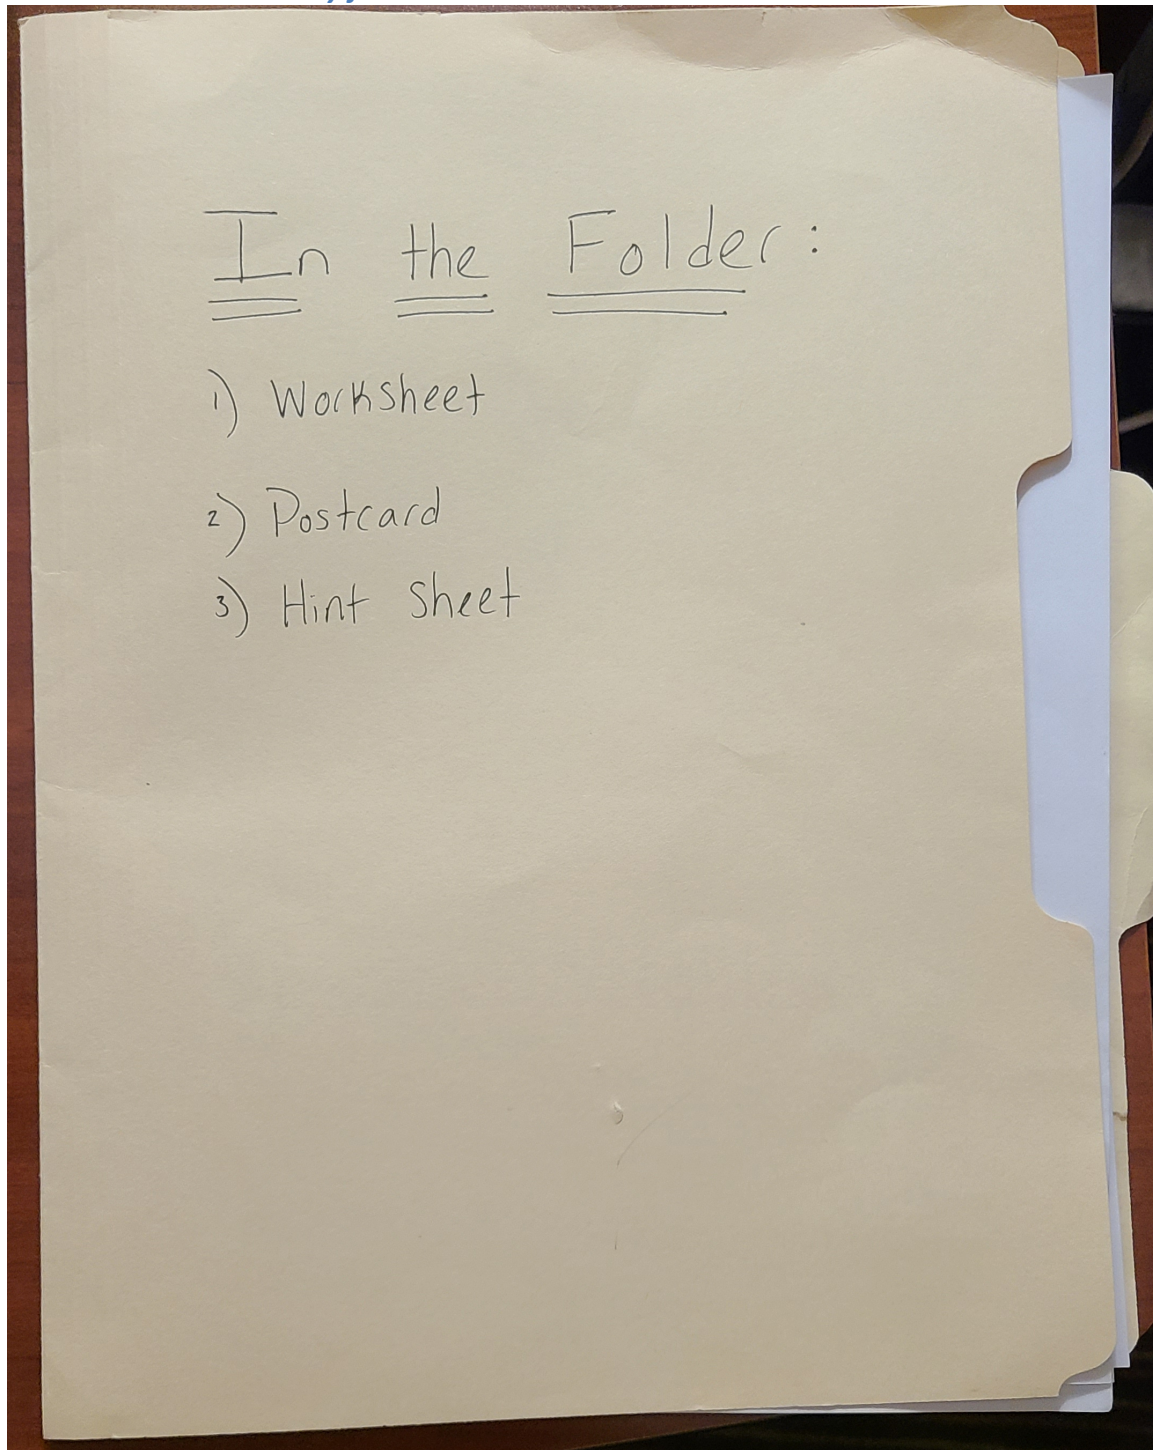 In the Folder:
1) Worksheet
2) Postcard
3) Hint Sheet